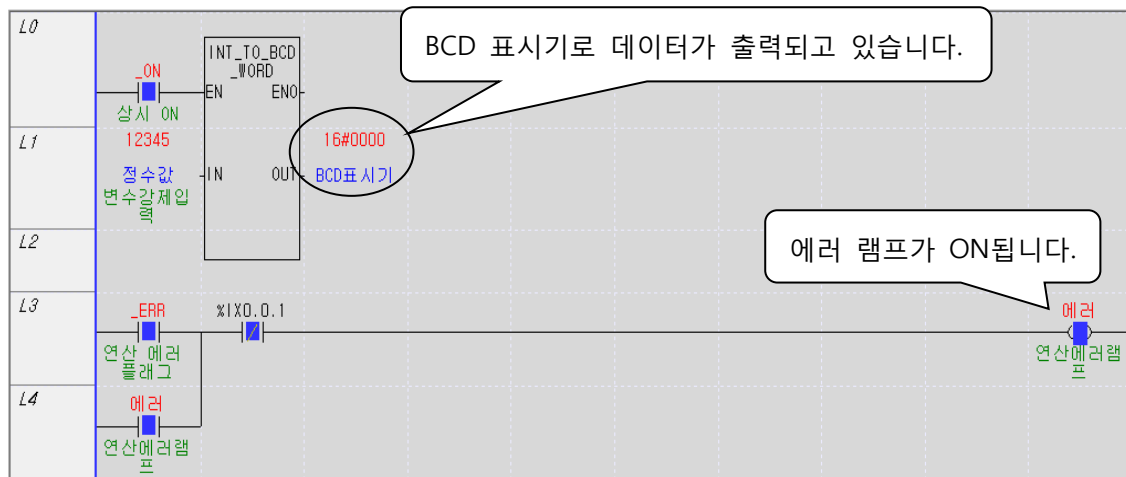 L0
INT_TO_BCD
_WORD
BCD 표시기로 데이터가 출력되고 있습니다.
_ON
EN ENO
상시 ON
L1
12345
16#0000
정수값
IN OUT
BCD표시기
변수강제입
력
L2
에러 램프가 ON됩니다.
L3
_ERR
%IX0.0.1
에러
연산 에러
플래그
연산에러램
프
L4
에러
연산에러램
프